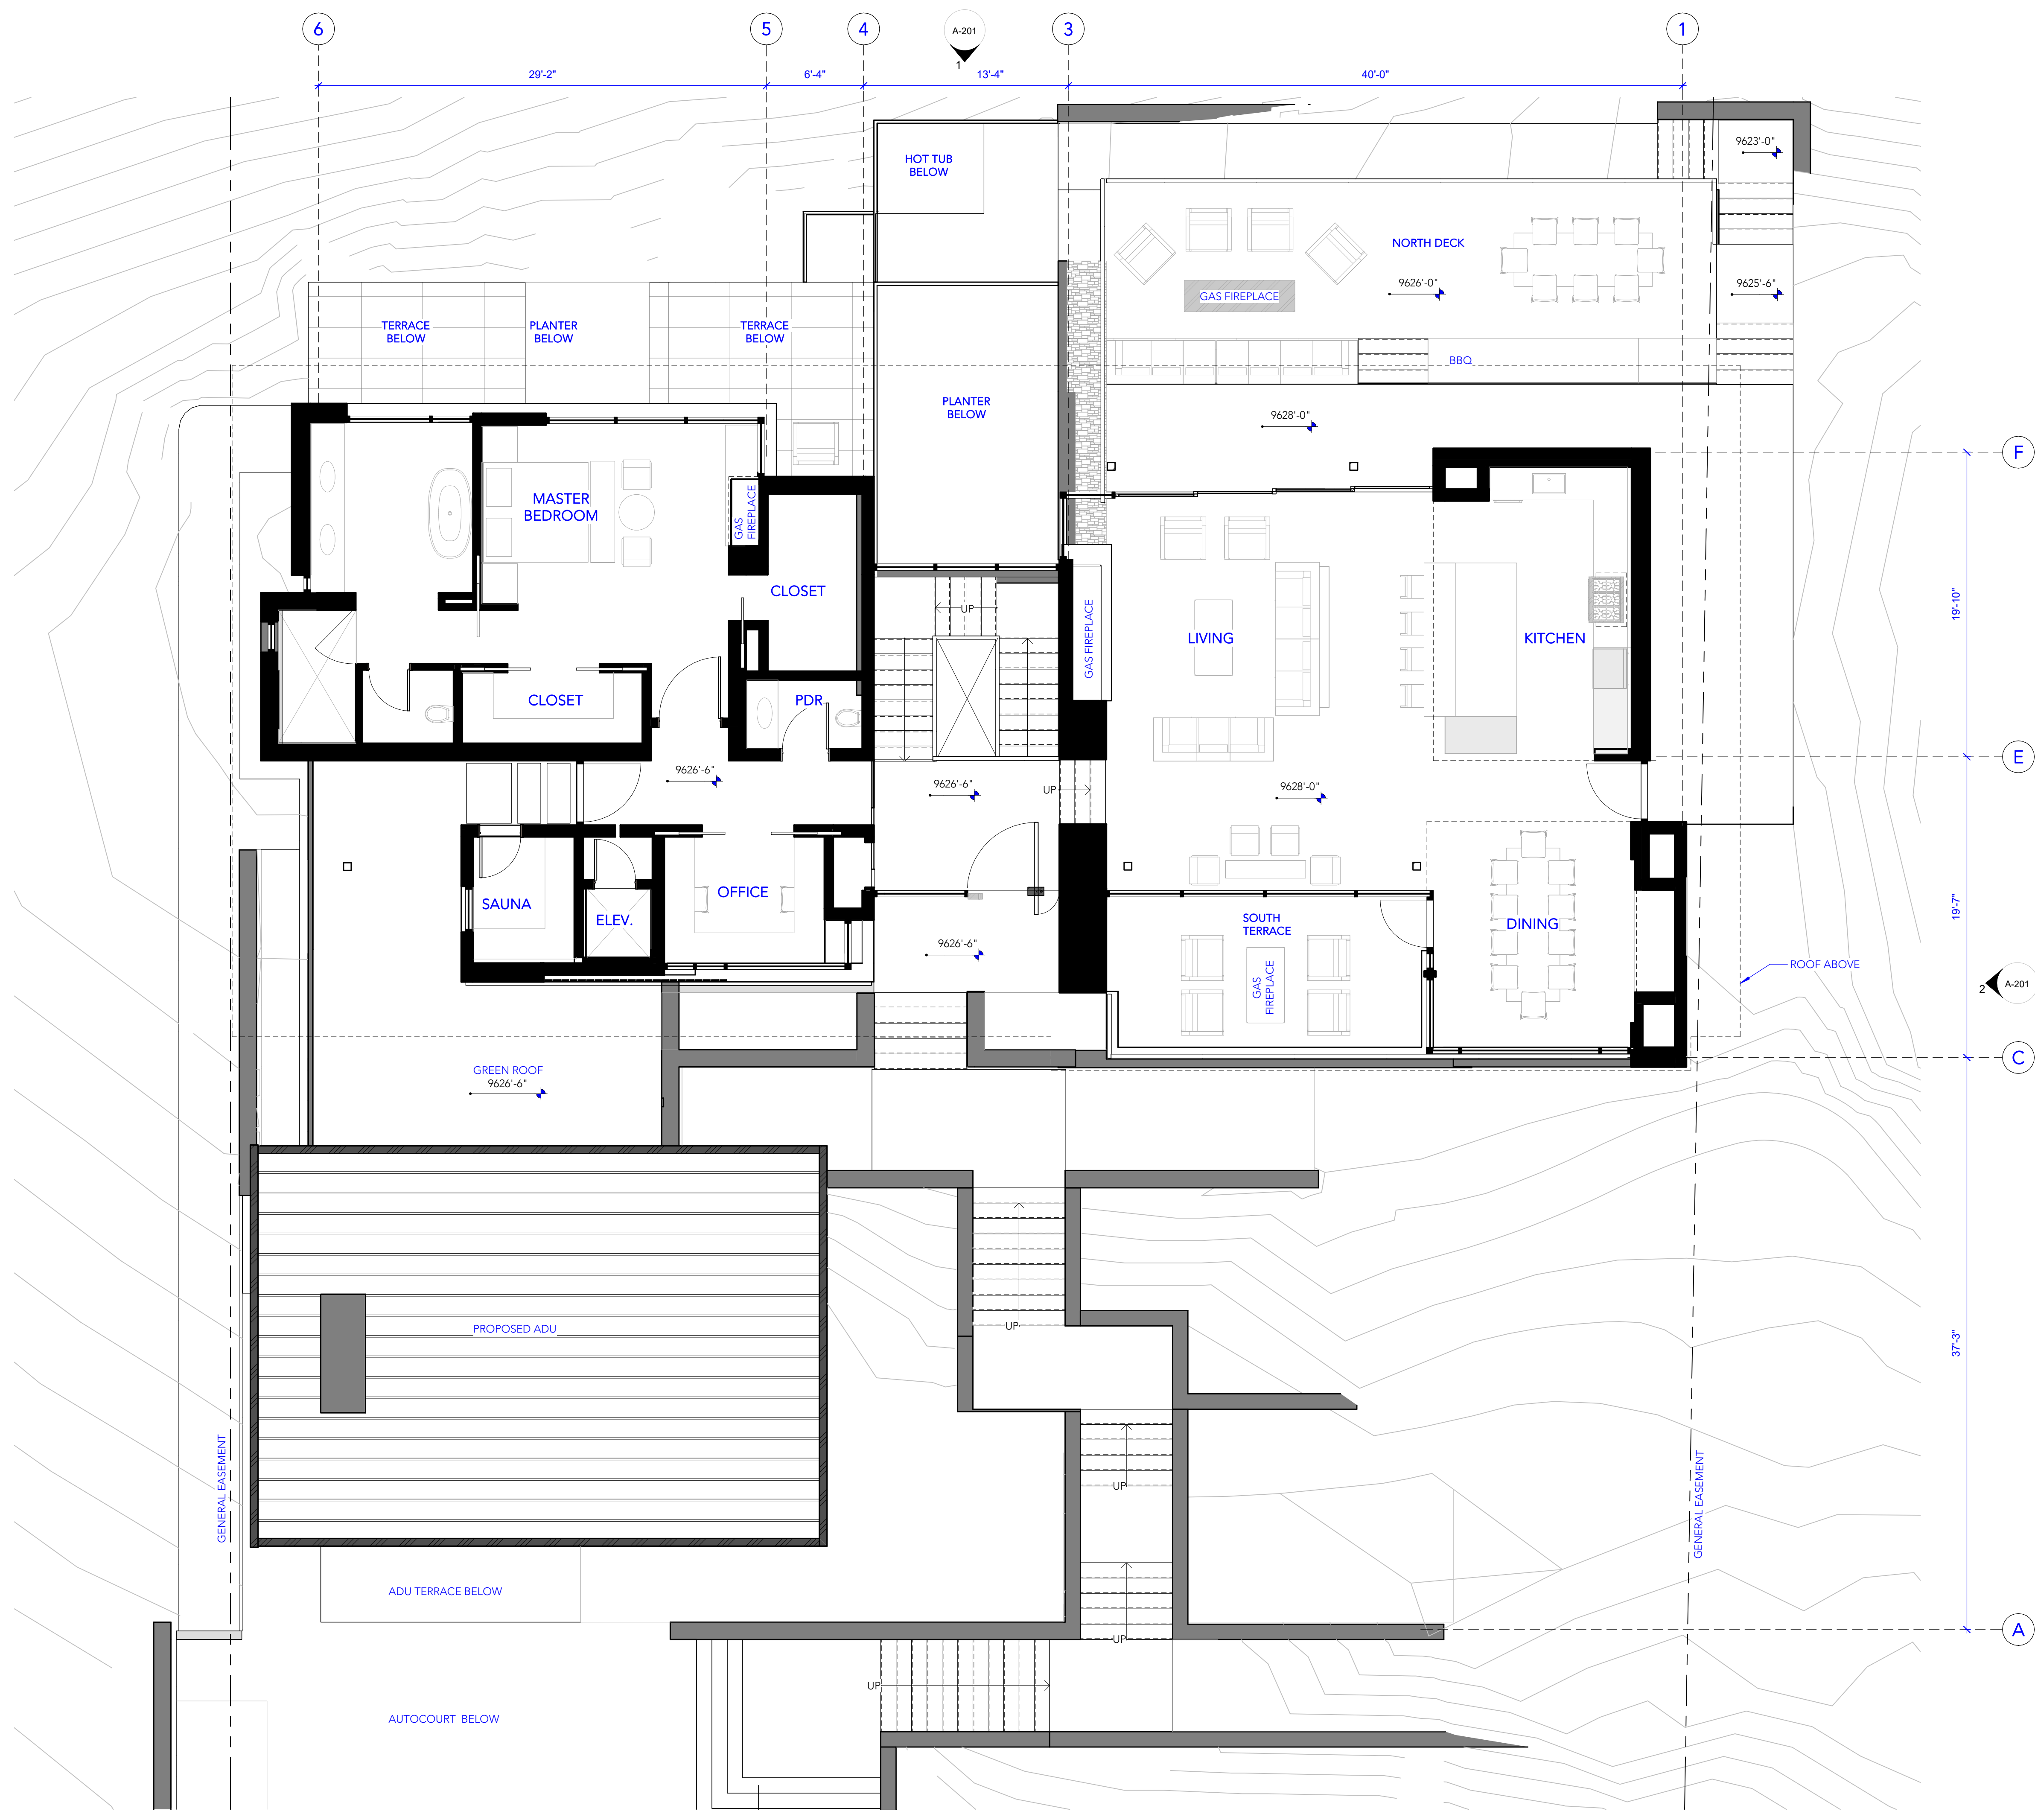 6
5
4
A-201
1
3
1
29'-2"
6'-4"
13'-4"
40'-0"
HOT TUB
BELOW
9623'-0"
NORTH DECK
9626'-0"
9625'-6"
GAS FIREPLACE
TERRACE
BELOW
PLANTER
BELOW
TERRACE
BELOW
BBQ
PLANTER
BELOW
9628'-0"
F
MASTER
BEDROOM
GAS
FIREPLACE
CLOSET
UP
GAS FIREPLACE
LIVING
KITCHEN
19'-10"
CLOSET
PDR
E
9626'-6"
9626'-6"
UP
9628'-0"
SAUNA
ELEV.
OFFICE
9626'-6"
SOUTH
TERRACE
GAS
FIREPLACE
DINING
19'-7"
ROOF ABOVE
2
A-201
C
GREEN ROOF
9626'-6"
UP
PROPOSED ADU
37'-3"
GENERAL EASEMENT
UP
GENERAL EASEMENT
ADU TERRACE BELOW
UP
A
UP
AUTOCOURT BELOW